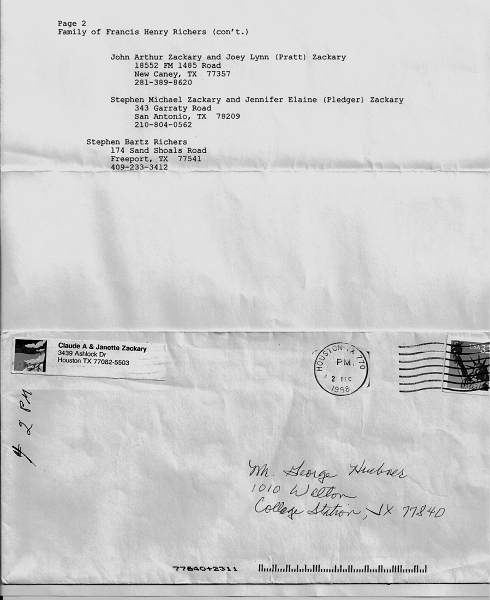 Page 2
Family of Francis Henry Richers (con't.)
John Arthur Zackary and Joey Lynn (Pratt) Zackary
18552 FM 1485 Road
New Caney, TX 77357
281-389-8620
Stephen Michael Zackary and Jennifer Elaine (Pledger) Zackary
343 Garraty Road
San Antonio, TX 78209
210-804-0562
Stephen Bartz Richers
174 Sand Shoals Road
Freeport, TX 77541
409-233-3412
Claude A & Janette Zackary
3439 Ashlock Dr
Houston TX 77082-5503
HOUSTON TX 770
PM
2 DEC
1998
Mr. George Huebner
1010 Walton
College Station, TX 77840
77840+2311